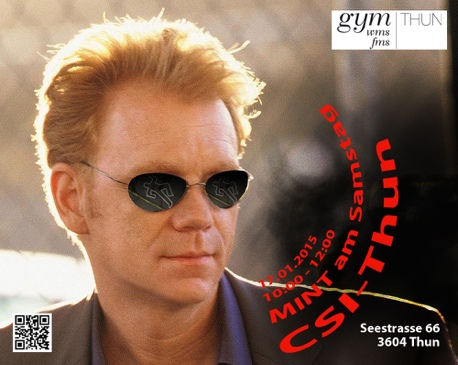 gym THUN
wms
fms
17.01.2015
10:00 - 12:00
MINT am Samstag
CSI-Thun
Seestrasse 66
3604 Thun